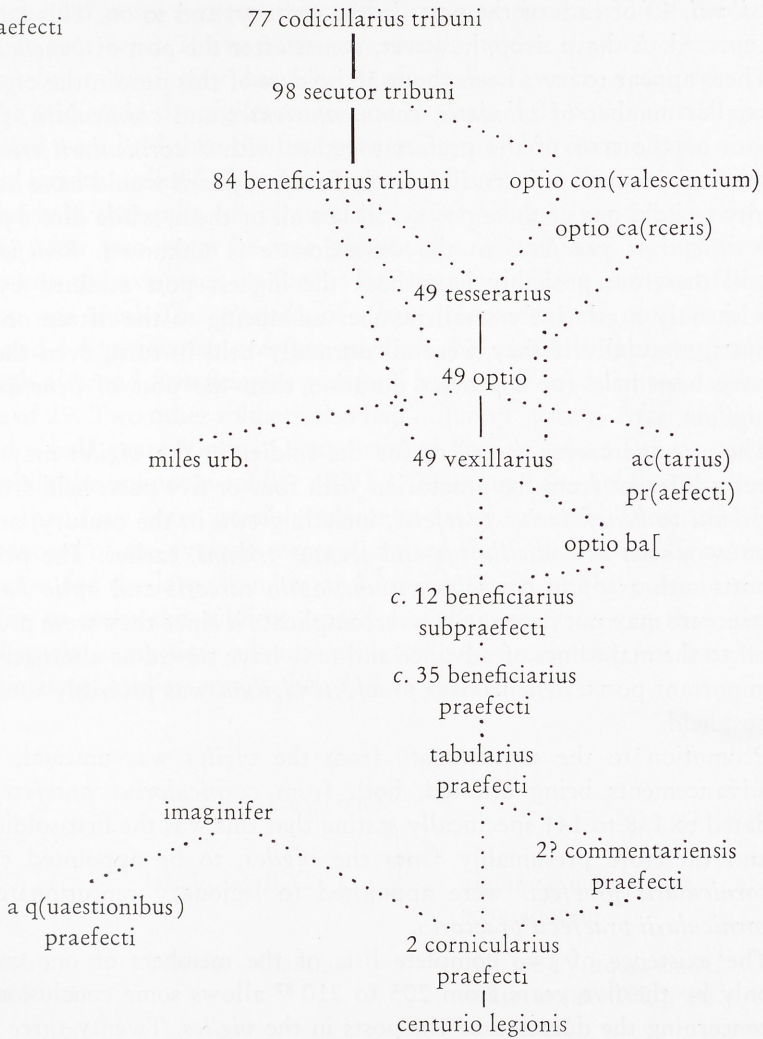 aefecti
77 codicillarius tribuni
98 secutor tribuni
84 beneficiarius tribuni
optio con(valescentium)
optio ca(rceris)
49 tesserarius
49 optio
miles urb.
49 vexillarius
ac(tarius)
pr(aefecti)
optio ba[
c. 12 beneficiarius
subpraefecti
c. 35 beneficiarius
praefecti
tabularius
praefecti
imaginifer
2? commentariensis
praefecti
a q(uaestionibus)
praefecti
2 cornicularius
praefecti
centurio legionis